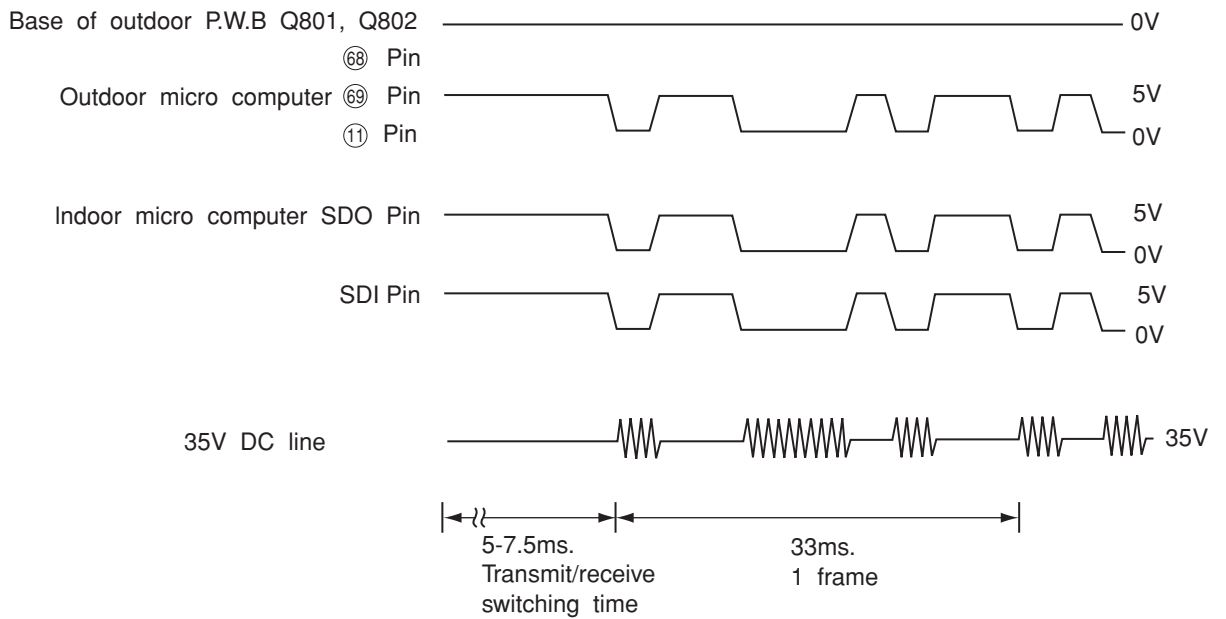 Base of outdoor P.W.B Q801, Q802
0V
68 Pin
Outdoor micro computer 69 Pin
5V
11 Pin
0V
Indoor micro computer SDO Pin
5V
0V
SDI Pin
5V
0V
35V DC line
35V
5-7.5ms.
Transmit/receive
switching time
33ms.
1 frame